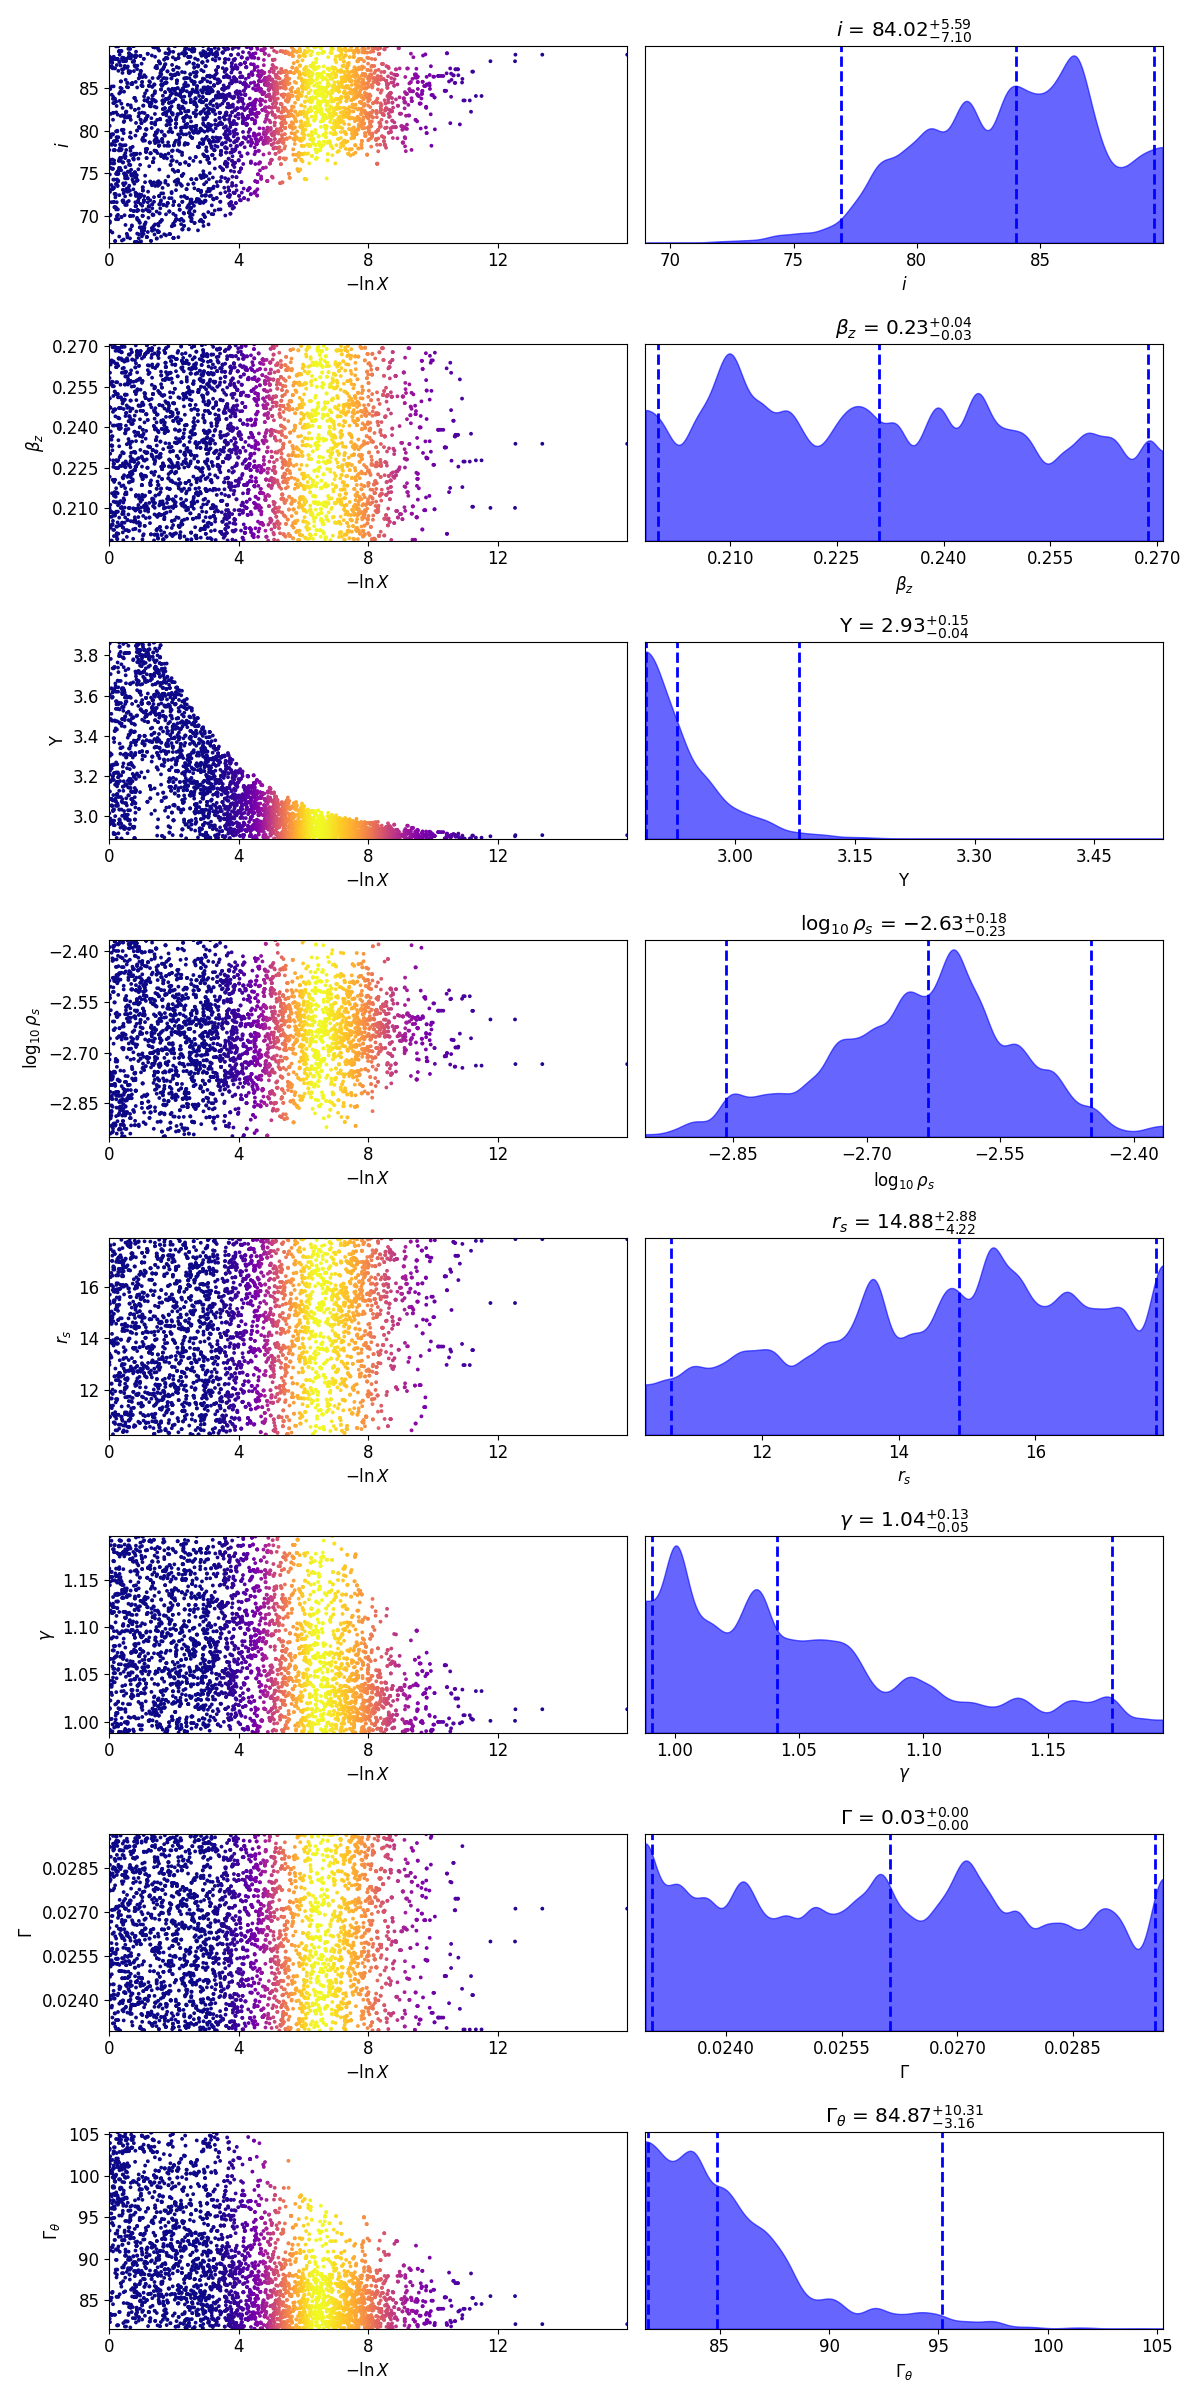 i = 84.02 +5.59 −7.10
85
80
75
70
i
0 4 8 12
−ln X
70 75 80 85
i
β_z = 0.23 +0.04 −0.03
0.270
0.255
0.240
0.225
0.210
β_z
0 4 8 12
−ln X
0.210 0.225 0.240 0.255 0.270
β_z
Υ = 2.93 +0.15 −0.04
3.8
3.6
3.4
3.2
3.0
Υ
0 4 8 12
−ln X
3.00 3.15 3.30 3.45
Υ
log₁₀ ρ_s = −2.63 +0.18 −0.23
−2.40
−2.55
−2.70
−2.85
log₁₀ ρ_s
0 4 8 12
−ln X
−2.85 −2.70 −2.55 −2.40
log₁₀ ρ_s
r_s = 14.88 +2.88 −4.22
16
14
12
r_s
0 4 8 12
−ln X
12 14 16
r_s
γ = 1.04 +0.13 −0.05
1.15
1.10
1.05
1.00
γ
0 4 8 12
−ln X
1.00 1.05 1.10 1.15
γ
Γ = 0.03 +0.00 −0.00
0.0285
0.0270
0.0255
0.0240
Γ
0 4 8 12
−ln X
0.0240 0.0255 0.0270 0.0285
Γ
Γ_θ = 84.87 +10.31 −3.16
105
100
95
90
85
Γ_θ
0 4 8 12
−ln X
85 90 95 100 105
Γ_θ